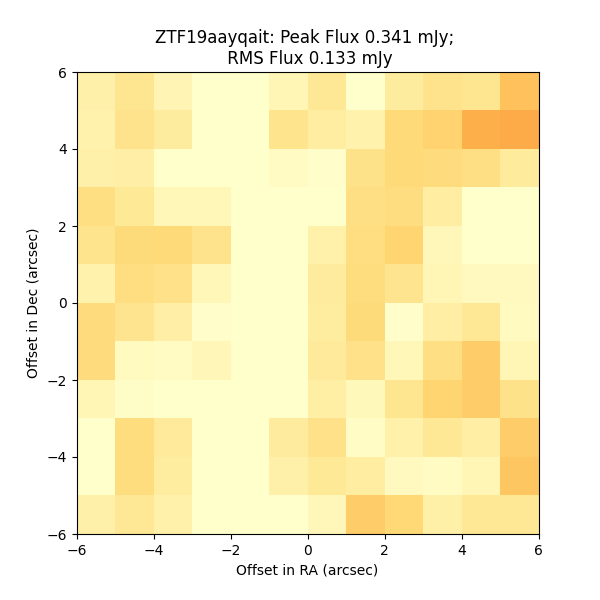 ZTF19aayqait: Peak Flux 0.341 mJy;
RMS Flux 0.133 mJy
6
4
2
0
−2
−4
−6
Offset in Dec (arcsec)
−6 −4 −2 0 2 4 6
Offset in RA (arcsec)